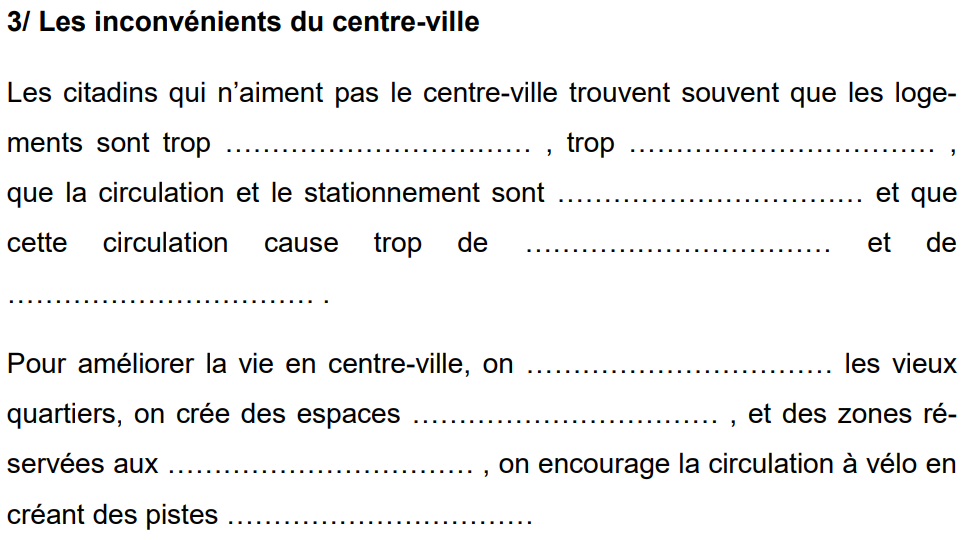 3/ Les inconvénients du centre-ville
Les citadins qui n’aiment pas le centre-ville trouvent souvent que les loge-
ments sont trop …………………………… , trop …………………………… ,
que la circulation et le stationnement sont …………………………… et que
cette circulation cause trop de …………………………… et de
…………………………… .
Pour améliorer la vie en centre-ville, on …………………………… les vieux
quartiers, on crée des espaces …………………………… , et des zones ré-
servées aux …………………………… , on encourage la circulation à vélo en
créant des pistes ……………………………